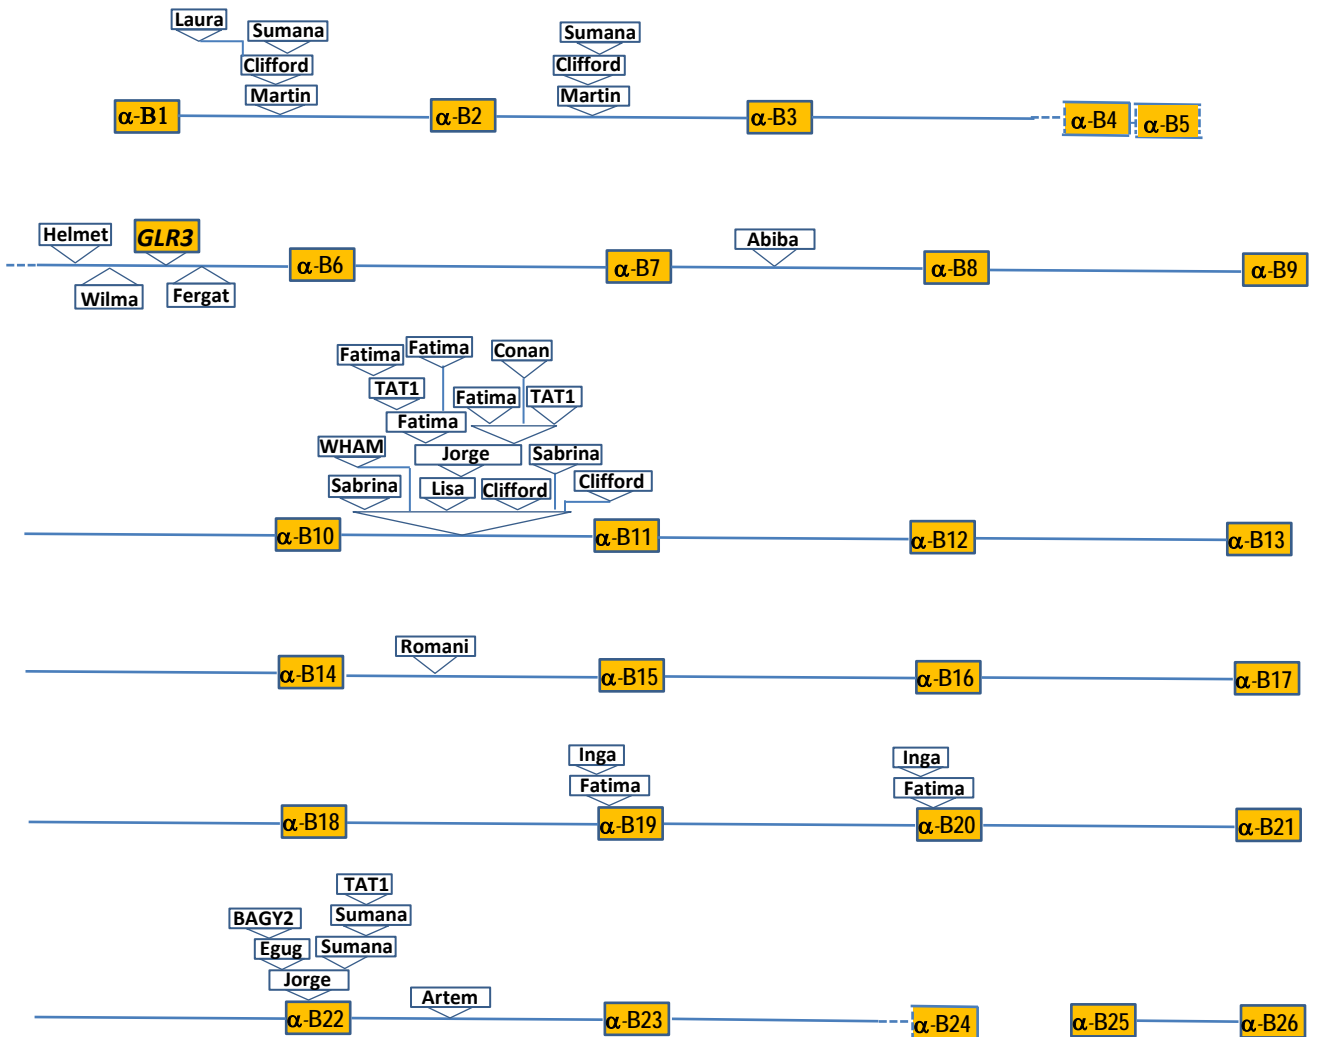 Laura
Sumana
Sumana
Clifford
Clifford
Martin
Martin
α-B1
α-B2
α-B3
α-B4
α-B5
Helmet
GLR3
Abiba
α-B6
α-B7
α-B8
α-B9
Wilma
Fergat
Fatima
Fatima
Conan
TAT1
Fatima
TAT1
Fatima
WHAM
Jorge
Sabrina
Sabrina
Lisa
Clifford
Clifford
α-B10
α-B11
α-B12
α-B13
Romani
α-B14
α-B15
α-B16
α-B17
Inga
Inga
Fatima
Fatima
α-B18
α-B19
α-B20
α-B21
TAT1
BAGY2
Sumana
Egug
Sumana
Jorge
Artem
α-B22
α-B23
α-B24
α-B25
α-B26